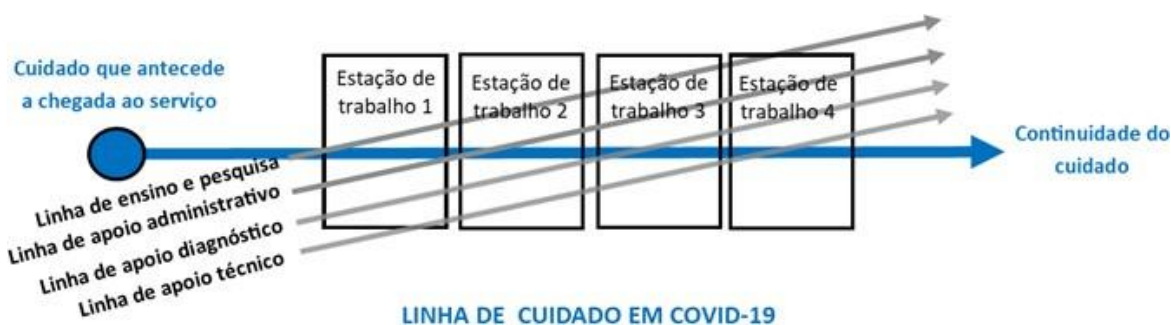 Cuidado que antecede
a chegada ao serviço
Estação de
trabalho 1
Estação de
trabalho 2
Estação de
trabalho 3
Estação de
trabalho 4
Continuidade do
cuidado
Linha de ensino e pesquisa
Linha de apoio administrativo
Linha de apoio diagnóstico
Linha de apoio técnico
LINHA DE CUIDADO EM COVID-19